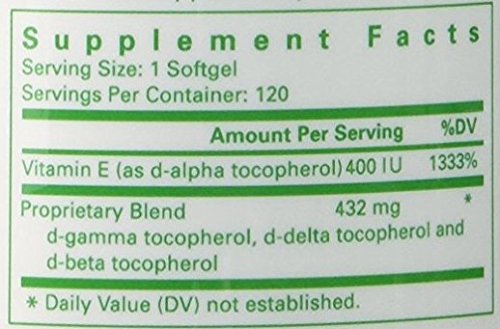 Supplement Facts
Serving Size: 1 Softgel
Servings Per Container: 120
Amount Per Serving %DV
Vitamin E (as d-alpha tocopherol) 400 IU 1333%
Proprietary Blend 432 mg *
d-gamma tocopherol, d-delta tocopherol and
d-beta tocopherol
* Daily Value (DV) not established.